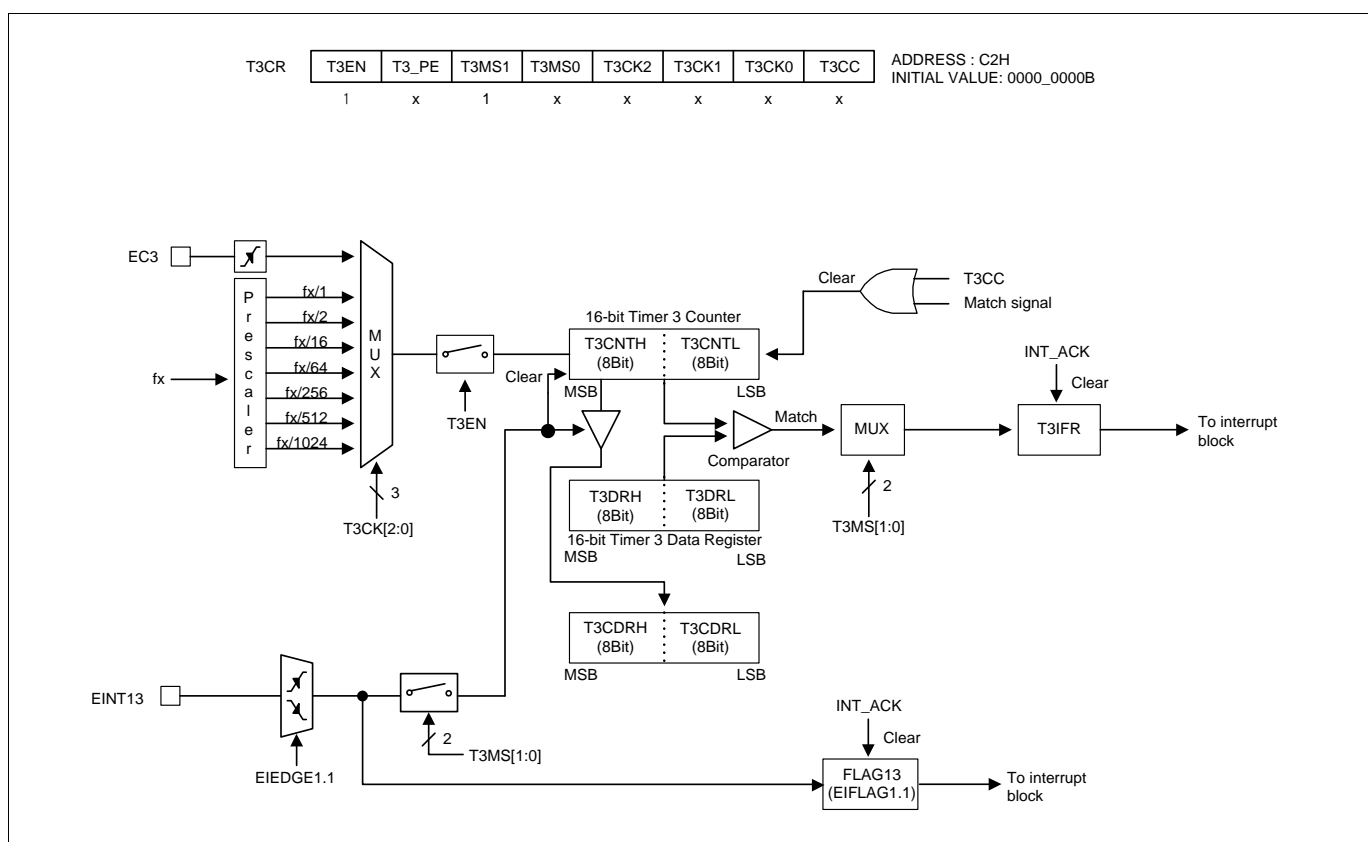 T3CR T3EN T3_PE T3MS1 T3MS0 T3CK2 T3CK1 T3CK0 T3CC
ADDRESS : C2H
INITIAL VALUE: 0000_0000B
1 x 1 x x x x x
EC3
Prescaler
fx
fx/1
fx/2
fx/16
fx/64
fx/256
fx/512
fx/1024
MUX
3
T3CK[2:0]
T3EN
Clear
16-bit Timer 3 Counter
T3CNTH
(8Bit)
T3CNTL
(8Bit)
MSB
LSB
Clear
T3CC
Match signal
Comparator
Match
MUX
2
T3MS[1:0]
INT_ACK
Clear
T3IFR
To interrupt
block
T3DRH
(8Bit)
T3DRL
(8Bit)
16-bit Timer 3 Data Register
MSB
LSB
T3CDRH
(8Bit)
T3CDRL
(8Bit)
MSB
LSB
EINT13
EIEDGE1.1
2
T3MS[1:0]
INT_ACK
Clear
FLAG13
(EIFLAG1.1)
To interrupt
block